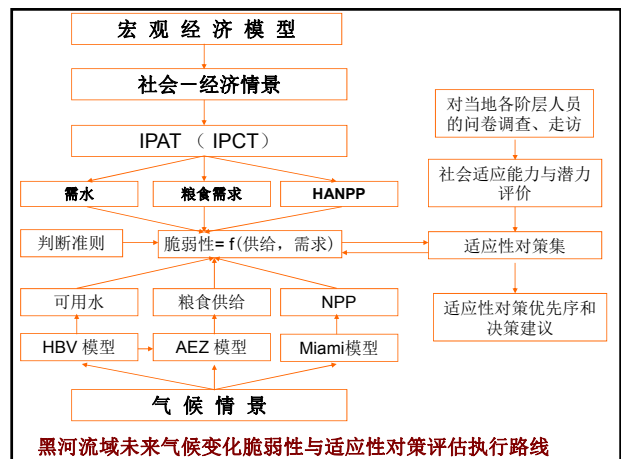 宏 观 经 济 模 型
社会－经济情景
IPAT （ IPCT）
需水
粮食需求
HANPP
判断准则
脆弱性= f(供给，需求)
可用水
粮食供给
NPP
HBV 模型
AEZ 模型
Miami模型
气 候 情 景
对当地各阶层人员
的问卷调查、走访
社会适应能力与潜力
评价
适应性对策集
适应性对策优先序和
决策建议
黑河流域未来气候变化脆弱性与适应性对策评估执行路线